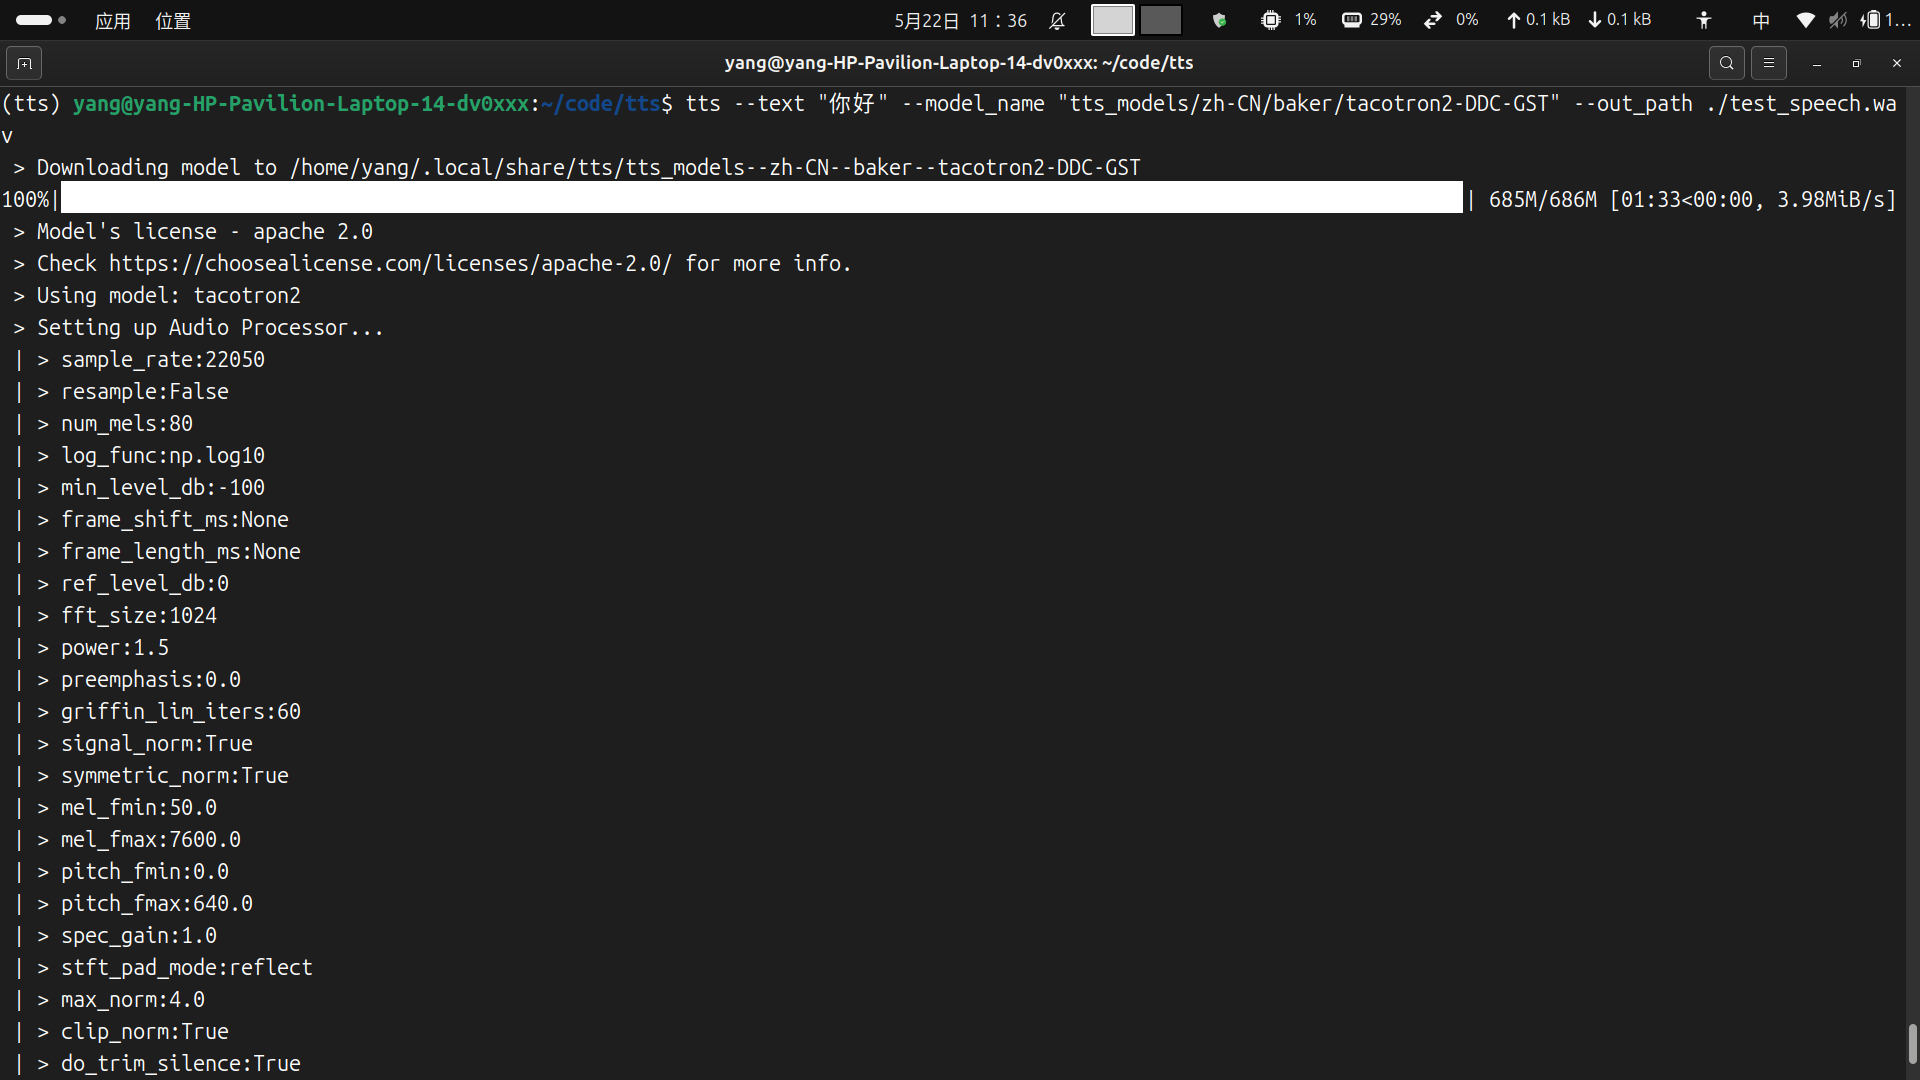 应用 位置 5月22日 11：36 1% 29% 0% 0.1 kB 0.1 kB 中 1...
yang@yang-HP-Pavilion-Laptop-14-dv0xxx: ~/code/tts
(tts) yang@yang-HP-Pavilion-Laptop-14-dv0xxx:~/code/tts$ tts --text "你好" --model_name "tts_models/zh-CN/baker/tacotron2-DDC-GST" --out_path ./test_speech.wa
v
> Downloading model to /home/yang/.local/share/tts/tts_models--zh-CN--baker--tacotron2-DDC-GST
100%| | 685M/686M [01:33<00:00, 3.98MiB/s]
> Model's license - apache 2.0
> Check https://choosealicense.com/licenses/apache-2.0/ for more info.
> Using model: tacotron2
> Setting up Audio Processor...
| > sample_rate:22050
| > resample:False
| > num_mels:80
| > log_func:np.log10
| > min_level_db:-100
| > frame_shift_ms:None
| > frame_length_ms:None
| > ref_level_db:0
| > fft_size:1024
| > power:1.5
| > preemphasis:0.0
| > griffin_lim_iters:60
| > signal_norm:True
| > symmetric_norm:True
| > mel_fmin:50.0
| > mel_fmax:7600.0
| > pitch_fmin:0.0
| > pitch_fmax:640.0
| > spec_gain:1.0
| > stft_pad_mode:reflect
| > max_norm:4.0
| > clip_norm:True
| > do_trim_silence:True